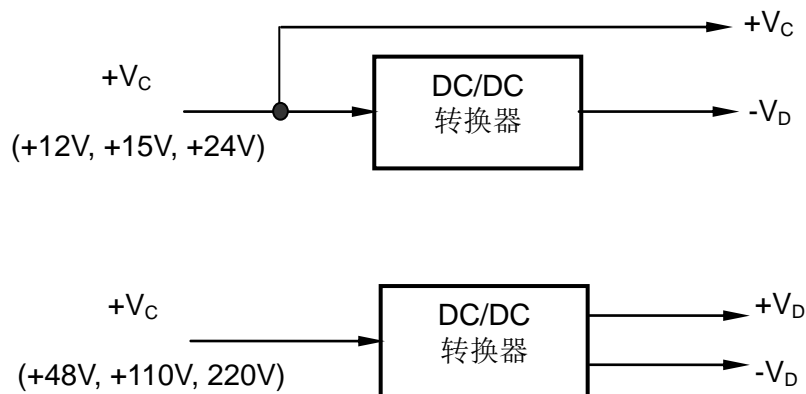 +VC
+VC
DC/DC
转换器
-VD
(+12V, +15V, +24V)
+VC
DC/DC
转换器
+VD
-VD
(+48V, +110V, 220V)